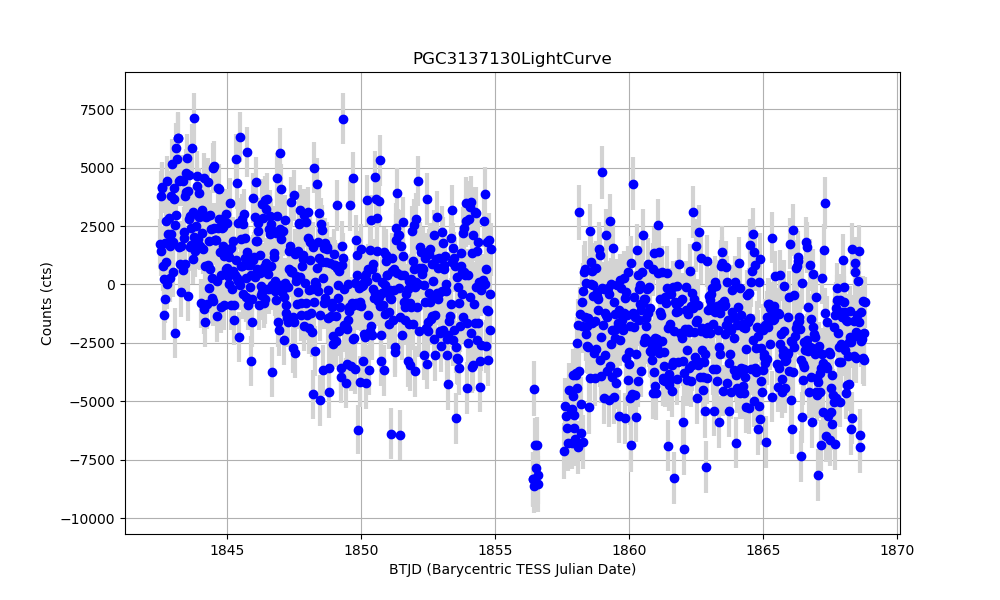 PGC3137130LightCurve
Counts (cts)
7500
5000
2500
0
−2500
−5000
−7500
−10000
1845 1850 1855 1860 1865 1870
BTJD (Barycentric TESS Julian Date)